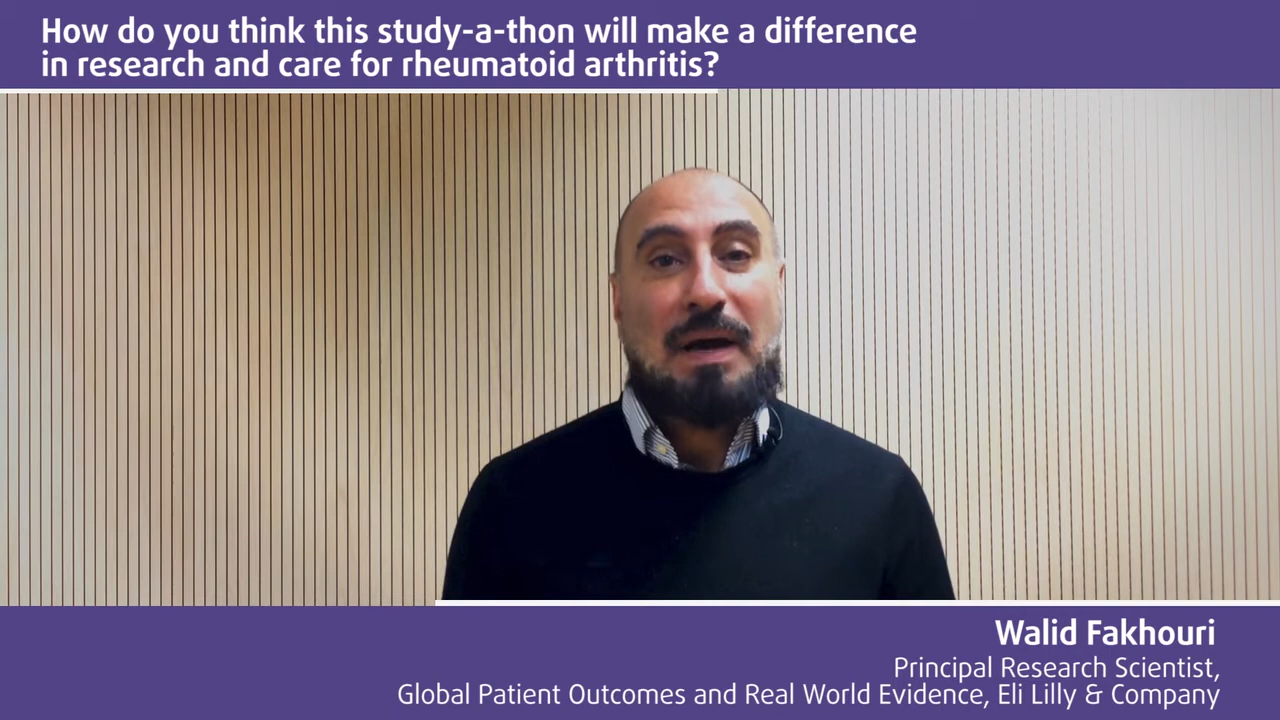 How do you think this study-a-thon will make a difference
in research and care for rheumatoid arthritis?
Walid Fakhouri
Principal Research Scientist,
Global Patient Outcomes and Real World Evidence, Eli Lilly & Company